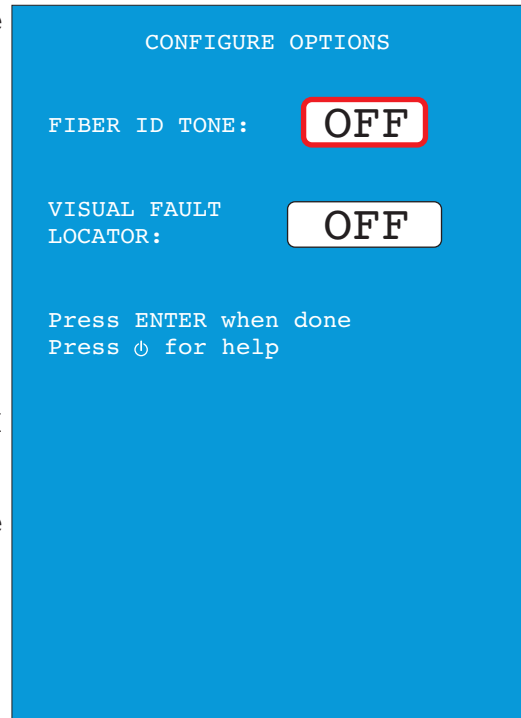 CONFIGURE OPTIONS
FIBER ID TONE: OFF
VISUAL FAULT
LOCATOR: OFF
Press ENTER when done
Press ⏻ for help